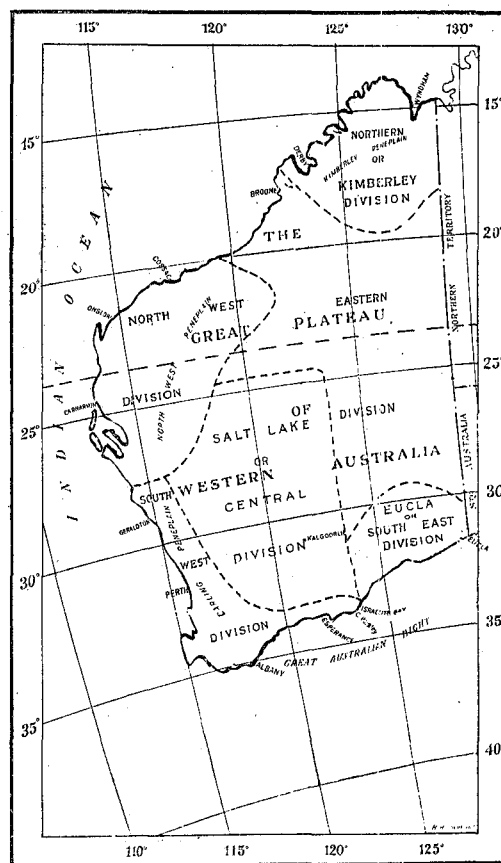 115° 120° 125° 130°
15° 15°
20° 20°
25° 25°
30° 30°
35° 35°
40°
110° 115° 120° 125°
INDIAN OCEAN
WYNDHAM
DERBY
NORTHERN
OR
KIMBERLEY
DIVISION
KIMBERLEY PENEPLAIN
BROOME
THE
NORTHERN TERRITORY
COSSACK
ONSLOW
NORTH WEST
DIVISION
NORTH WEST PENEPLAIN
GREAT PLATEAU
EASTERN
DIVISION
CARNARVON
OF
SALT LAKE
OR
CENTRAL
DIVISION
WESTERN AUSTRALIA
AUSTRALIA
EUCLA
OR
SOUTH EAST
DIVISION
EUCLA
KALGOORLIE
GERALDTON
SOUTH
WEST
DIVISION
PENEPLAIN
PERTH
ISRAELITE BAY
ESPERANCE
ALBANY
GREAT AUSTRALIAN BIGHT